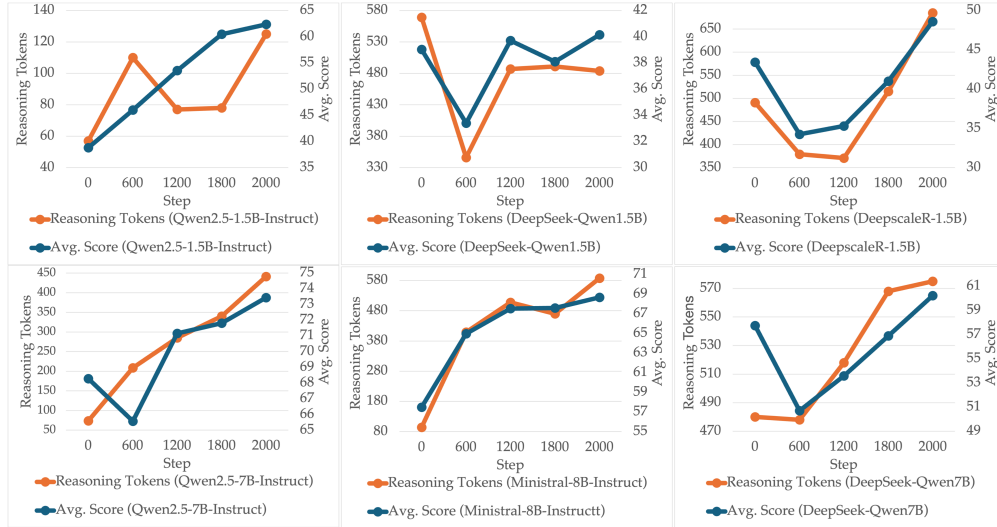 140 65 580 42 50
120 60 530 40 650 45
100 55 480 38 600
80 50 430 36 550 40
60 45 380 34 500
40 40 330 32 450 35
35 30 400
350 30
Reasoning Tokens
Avg. Score
0 600 1200 1800 2000
Step
Reasoning Tokens (Qwen2.5-1.5B-Instruct)
Avg. Score (Qwen2.5-1.5B-Instruct)
Reasoning Tokens
Avg. Score
0 600 1200 1800 2000
Step
Reasoning Tokens (DeepSeek-Qwen1.5B)
Avg. Score (DeepSeek-Qwen1.5B)
Reasoning Tokens
Avg. Score
0 600 1200 1800 2000
Step
Reasoning Tokens (DeepscaleR-1.5B)
Avg. Score (DeepscaleR-1.5B)
450 75
400 74
350 73
300 72
250 71
200 70
150 69
100 68
50 67
66
65
Reasoning Tokens
Avg. Score
0 600 1200 1800 2000
Step
Reasoning Tokens (Qwen2.5-7B-Instruct)
Avg. Score (Qwen2.5-7B-Instruct)
580 71
480 69
380 67
280 65
180 63
80 61
59
57
55
Reasoning Tokens
Avg. Score
0 600 1200 1800 2000
Step
Reasoning Tokens (Ministral-8B-Instruct)
Avg. Score (Ministral-8B-Instructt)
570 61
550 59
530 57
510 55
490 53
470 51
49
Reasoning Tokens
Avg. Score
0 600 1200 1800 2000
Step
Reasoning Tokens (DeepSeek-Qwen7B)
Avg. Score (DeepSeek-Qwen7B)